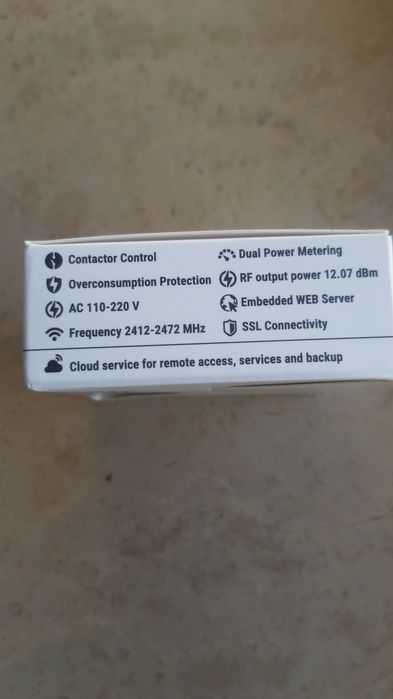 Contactor Control
Dual Power Metering
Overconsumption Protection
RF output power 12.07 dBm
AC 110-220 V
Embedded WEB Server
Frequency 2412-2472 MHz
SSL Connectivity
Cloud service for remote access, services and backup